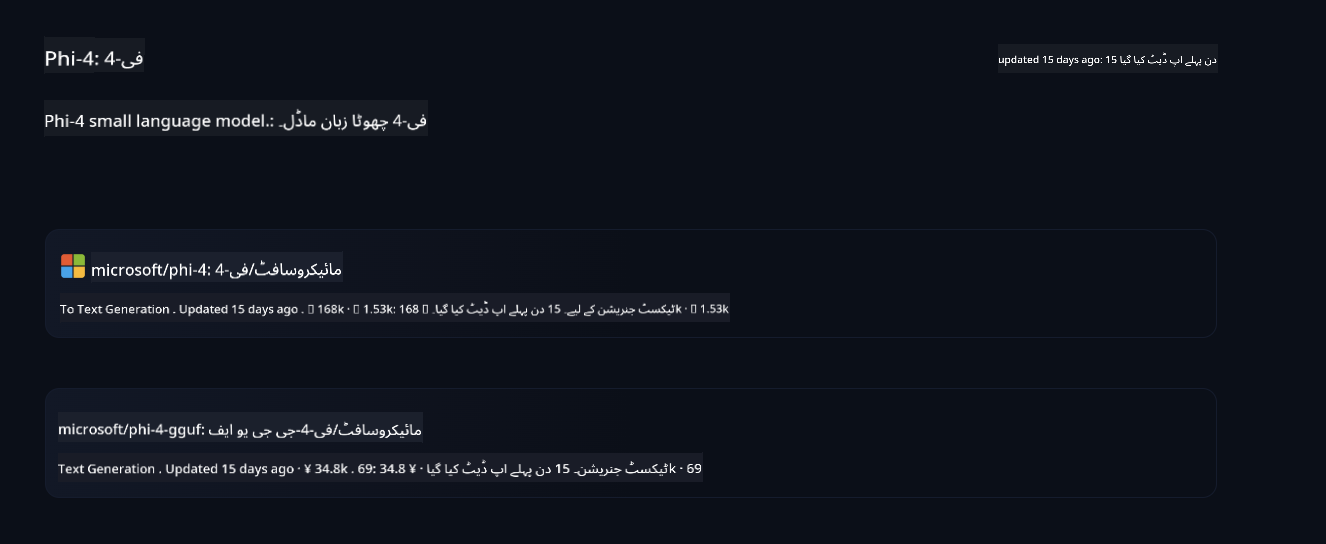 Phi-4: فی-4
updated 15 days ago: 15 دن پہلے اپ ڈیٹ کیا گیا
Phi-4 small language model.: فی-4 چھوٹا زبان ماڈل۔
microsoft/phi-4: مائیکروسافٹ/فی-4
To Text Generation . Updated 15 days ago . ▯ 168k · ▯ 1.53k: ٹیکسٹ جنریشن کے لیے۔ 15 دن پہلے اپ ڈیٹ کیا گیا۔ ▯ 168k · ▯ 1.53k
microsoft/phi-4-gguf: مائیکروسافٹ/فی-4-جی جی یو ایف
Text Generation . Updated 15 days ago · ¥ 34.8k . 69: ٹیکسٹ جنریشن۔ 15 دن پہلے اپ ڈیٹ کیا گیا · ¥ 34.8k · 69